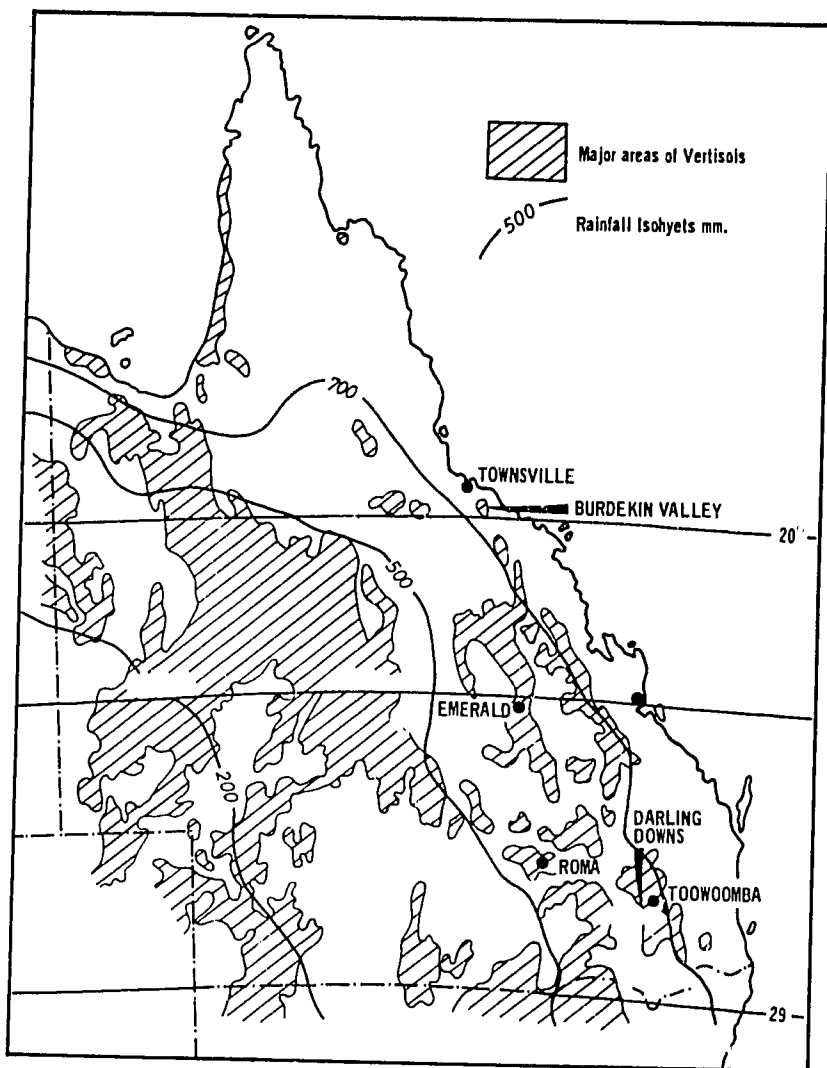 Major areas of Vertisols
500
Rainfall Isohyets mm.
700
TOWNSVILLE
BURDEKIN VALLEY
20°
500
EMERALD
200
DARLING
DOWNS
ROMA
TOOWOOMBA
29